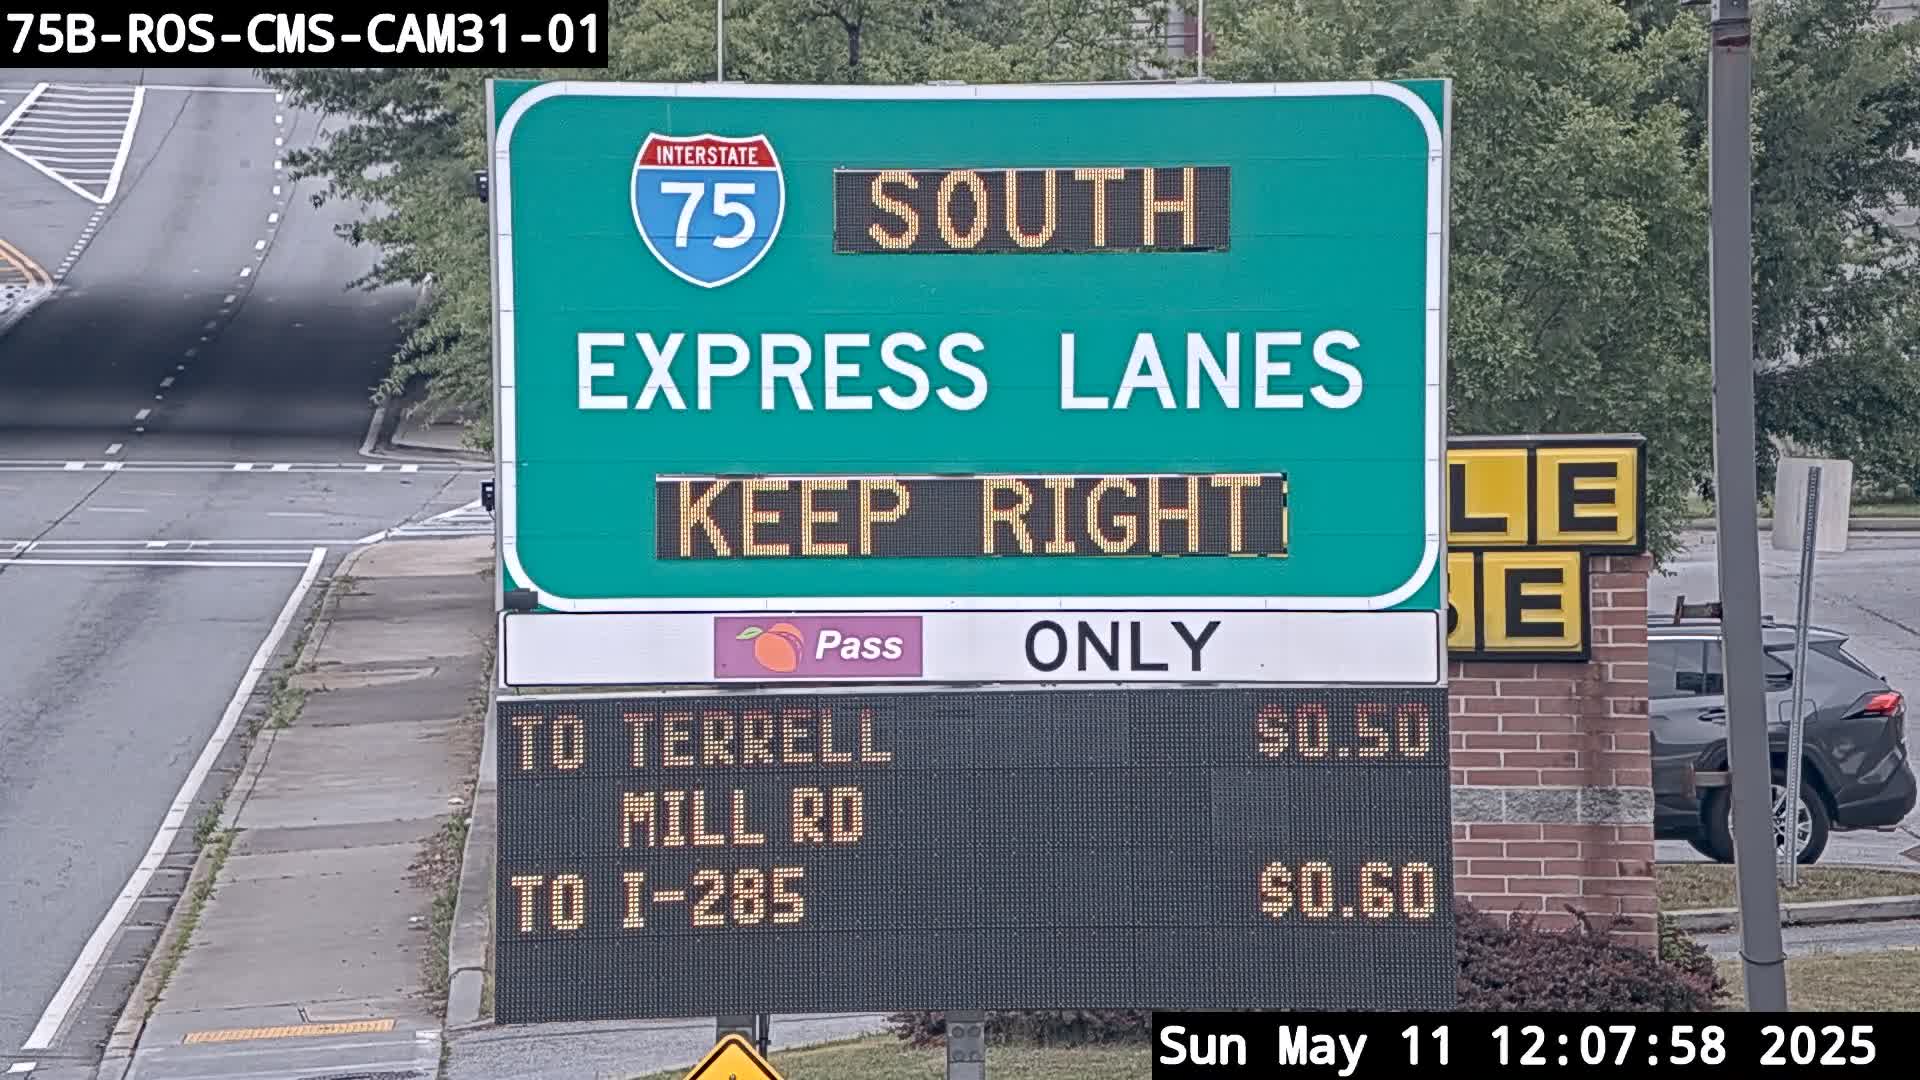 75B-ROS-CMS-CAM31-01
INTERSTATE
75
SOUTH
EXPRESS LANES
KEEP RIGHT
Pass ONLY
TO TERRELL $0.50
MILL RD
TO I-285 $0.60
LE
E
Sun May 11 12:07:58 2025